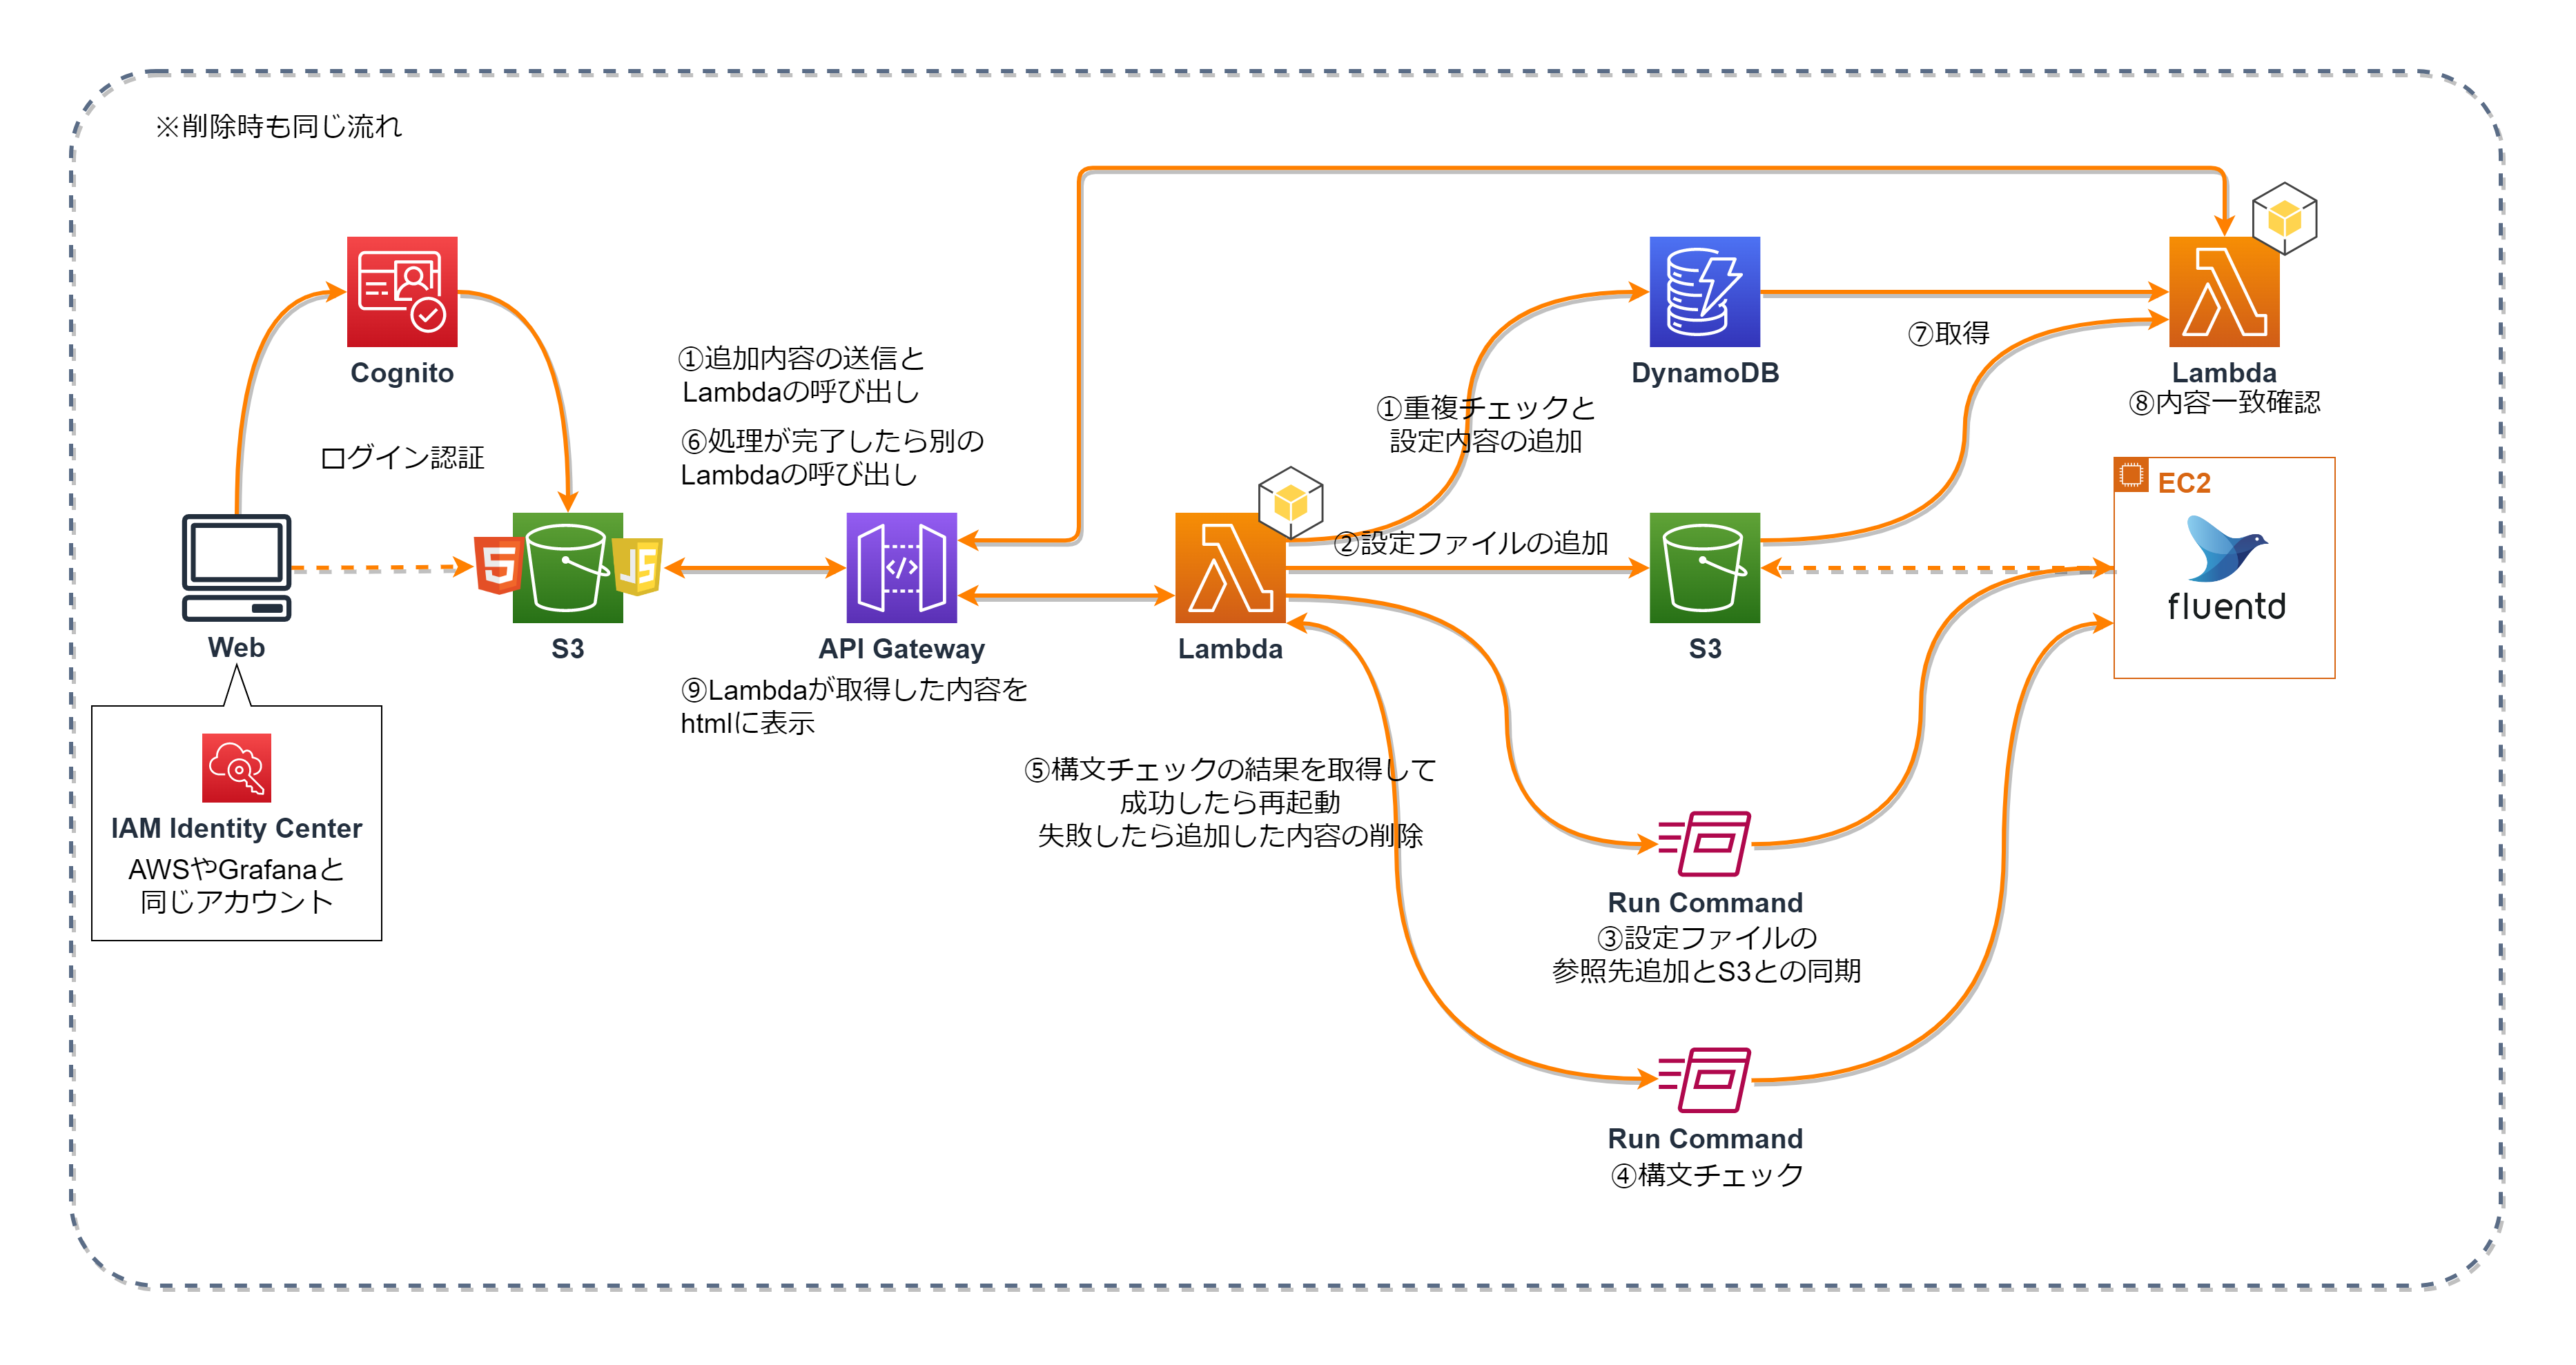 ※削除時も同じ流れ
Cognito
ログイン認証
Web
IAM Identity Center
AWSやGrafanaと
同じアカウント
5
JS
S3
①追加内容の送信と
Lambdaの呼び出し
⑥処理が完了したら別の
Lambdaの呼び出し
</>
API Gateway
⑨Lambdaが取得した内容を
htmlに表示
Lambda
①重複チェックと
設定内容の追加
②設定ファイルの追加
⑤構文チェックの結果を取得して
成功したら再起動
失敗したら追加した内容の削除
DynamoDB
S3
Run Command
③設定ファイルの
参照先追加とS3との同期
Run Command
④構文チェック
⑦取得
Lambda
⑧内容一致確認
EC2
fluentd